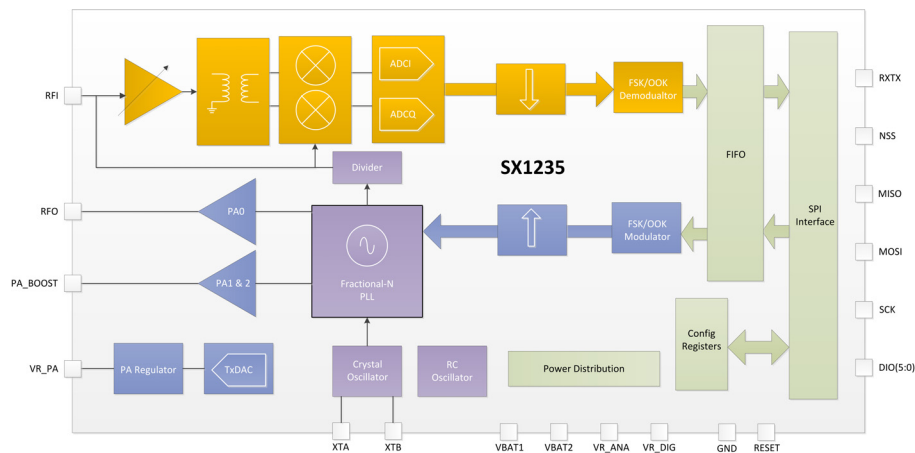 RFI
ADCI
ADCQ
FSK/OOK
Demodualtor
FIFO
SPI
Interface
RXTX
NSS
MISO
MOSI
SCK
DIO(5:0)
SX1235
Divider
RFO
PA0
PA_BOOST
PA1 & 2
Fractional-N
PLL
FSK/OOK
Modulator
VR_PA
PA Regulator
TxDAC
Crystal
Oscillator
RC
Oscillator
Power Distribution
Config
Registers
XTA
XTB
VBAT1
VBAT2
VR_ANA
VR_DIG
GND
RESET